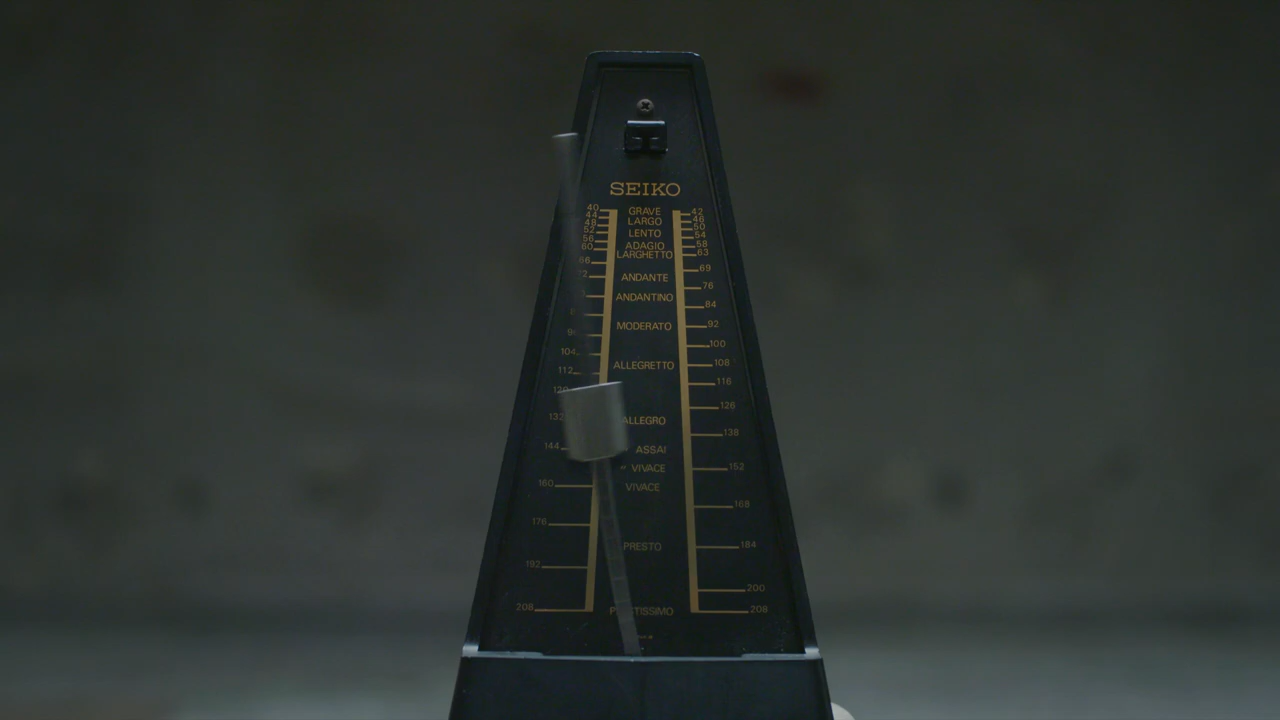 SEIKO
40 GRAVE 42
44 LARGO 46
48 50
52 LENTO 54
56 ADAGIO 58
60 LARGHETTO 63
66 69
ANDANTE 76
ANDANTINO 84
MODERATO 92
100
104 ALLEGRETTO 108
112 116
126
132 ALLEGRO 138
144 ASSAI
VIVACE 152
160 VIVACE
168
176
PRESTO 184
192
200
208 208